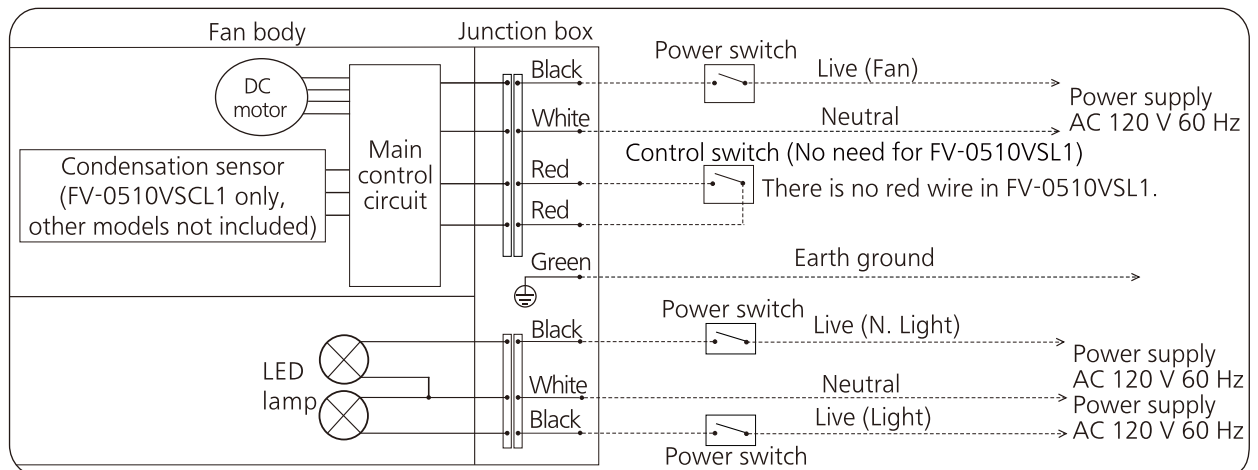 Fan body
Junction box
DC
motor
Condensation sensor
(FV-0510VSCL1 only,
other models not included)
Main
control
circuit
Black
Power switch
Live (Fan)
White
Neutral
Power supply
AC 120 V 60 Hz
Control switch (No need for FV-0510VSL1)
Red
There is no red wire in FV-0510VSL1.
Red
Green
Earth ground
LED
lamp
Black
Power switch
Live (N. Light)
Power supply
AC 120 V 60 Hz
White
Neutral
Black
Live (Light)
Power supply
AC 120 V 60 Hz
Power switch